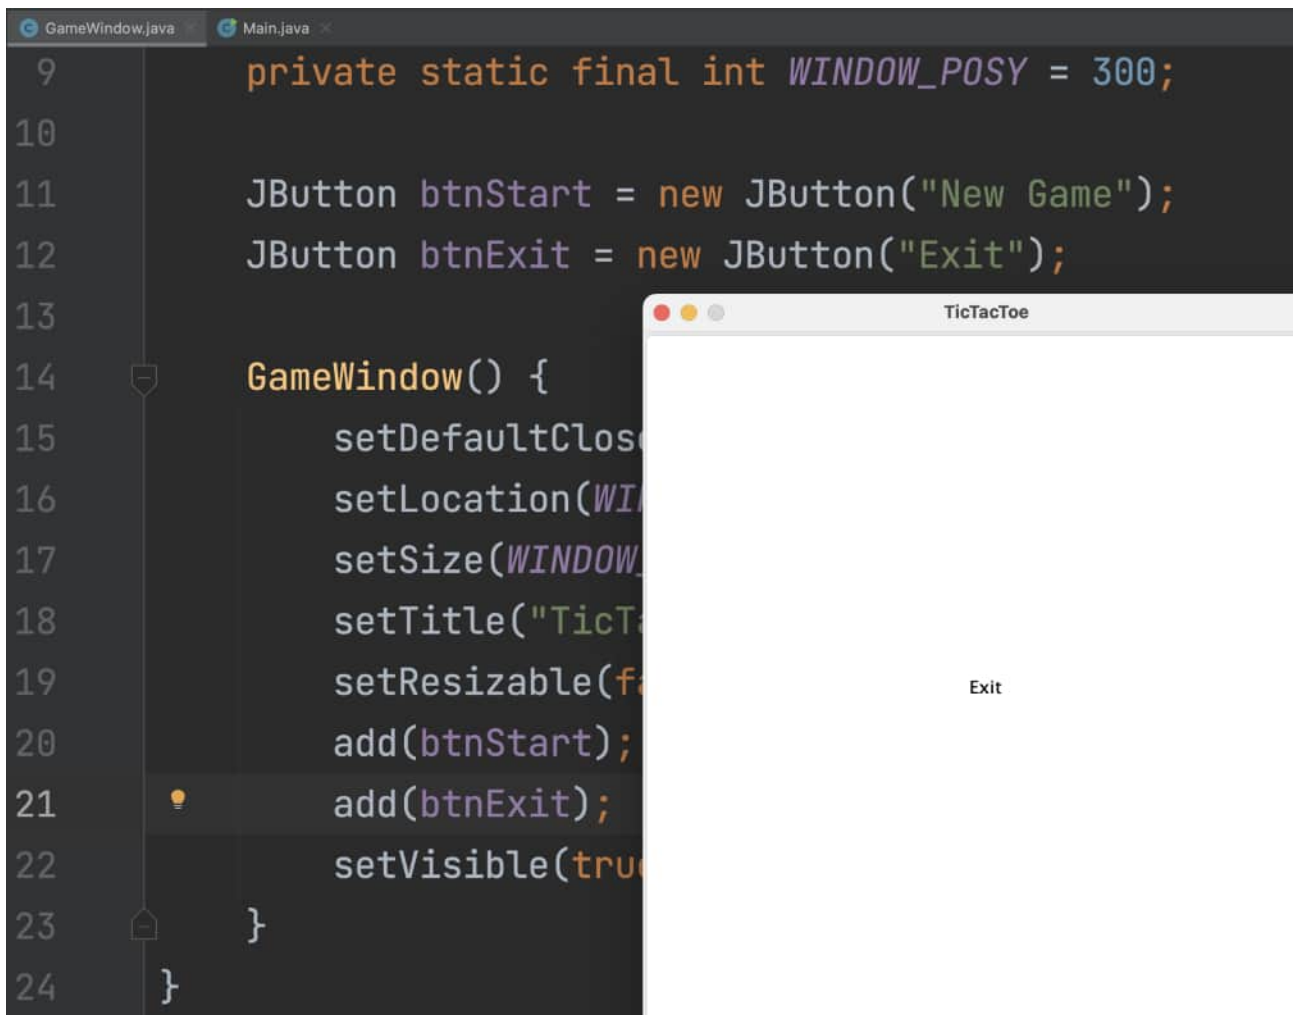 GameWindow.java Main.java
9 private static final int WINDOW_POSY = 300;
10
11 JButton btnStart = new JButton("New Game");
12 JButton btnExit = new JButton("Exit");
13
TicTacToe
14 GameWindow() {
15 setDefaultClos
16 setLocation(WI
17 setSize(WINDOW_
18 setTitle("TicT
19 setResizable(f
Exit
20 add(btnStart);
21 add(btnExit);
22 setVisible(tru
23 }
24 }